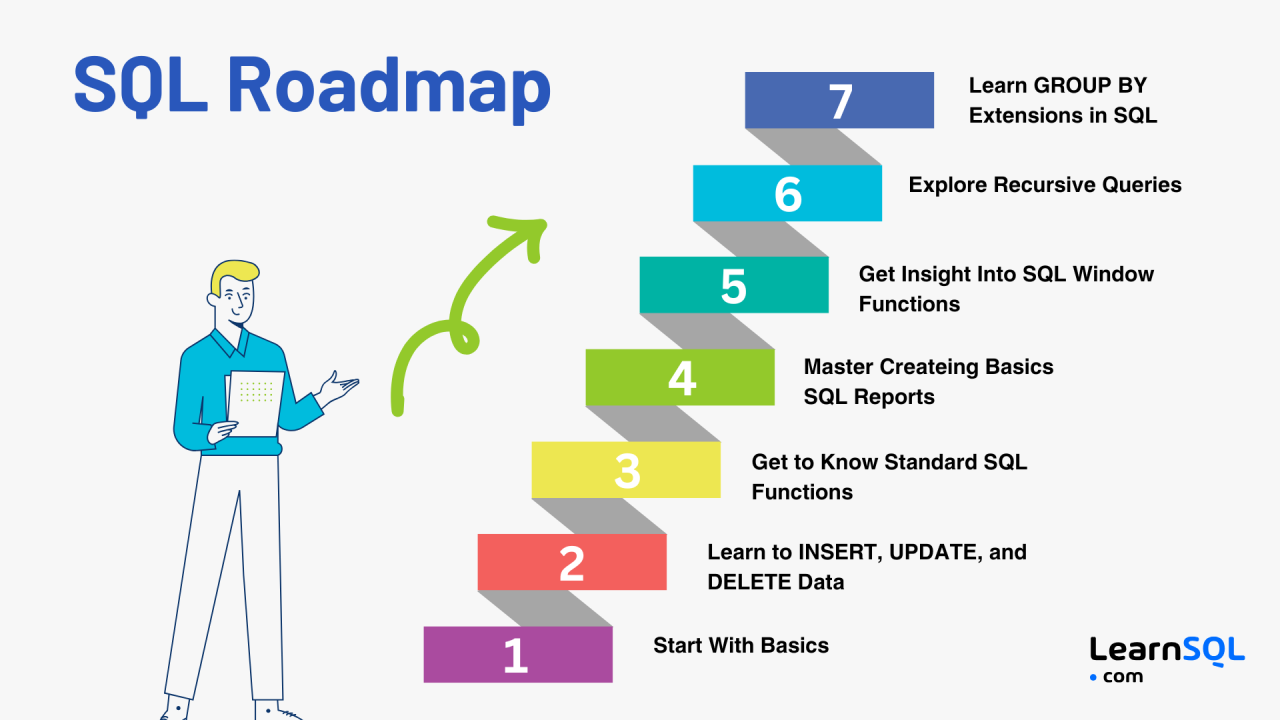 SQL Roadmap
7
Learn GROUP BY
Extensions in SQL
6
Explore Recursive Queries
5
Get Insight Into SQL Window
Functions
4
Master Createing Basics
SQL Reports
3
Get to Know Standard SQL
Functions
2
Learn to INSERT, UPDATE, and
DELETE Data
1
Start With Basics
LearnSQL
• com